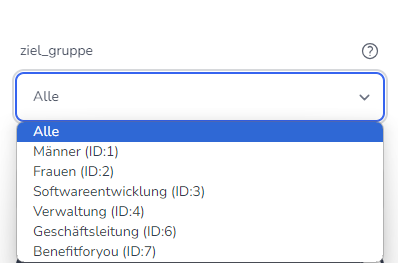 ziel_gruppe
Alle
Alle
Männer (ID:1)
Frauen (ID:2)
Softwareentwicklung (ID:3)
Verwaltung (ID:4)
Geschäftsleitung (ID:6)
Benefitforyou (ID:7)